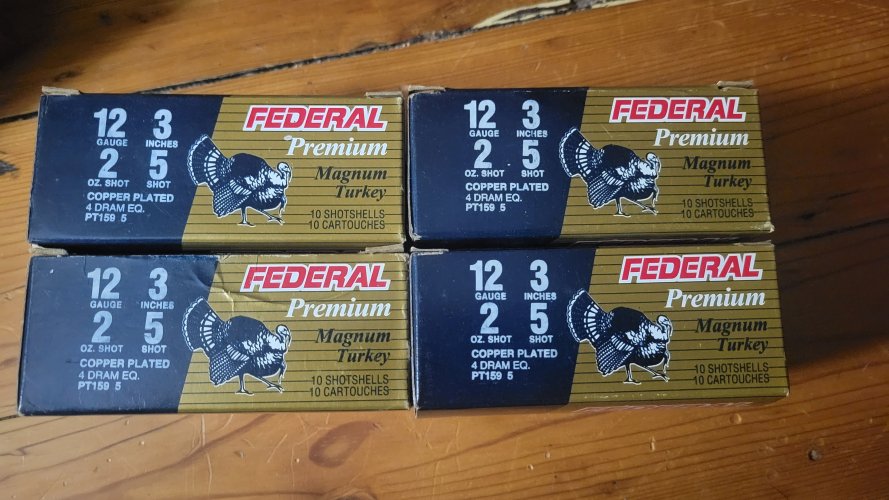 12 3
GAUGE INCHES
2 5
OZ. SHOT SHOT
COPPER PLATED
4 DRAM EQ.
PT159 5
FEDERAL
Premium
Magnum
Turkey
10 SHOTSHELLS
10 CARTOUCHES
12 3
GAUGE INCHES
2 5
OZ. SHOT SHOT
COPPER PLATED
4 DRAM EQ.
PT159 5
FEDERAL
Premium
Magnum
Turkey
10 SHOTSHELLS
10 CARTOUCHES
12 3
GAUGE INCHES
2 5
OZ. SHOT SHOT
COPPER PLATED
4 DRAM EQ.
PT159 5
FEDERAL
Premium
Magnum
Turkey
10 SHOTSHELLS
10 CARTOUCHES
12 3
GAUGE INCHES
2 5
OZ. SHOT SHOT
COPPER PLATED
4 DRAM EQ.
PT159 5
FEDERAL
Premium
Magnum
Turkey
10 SHOTSHELLS
10 CARTOUCHES